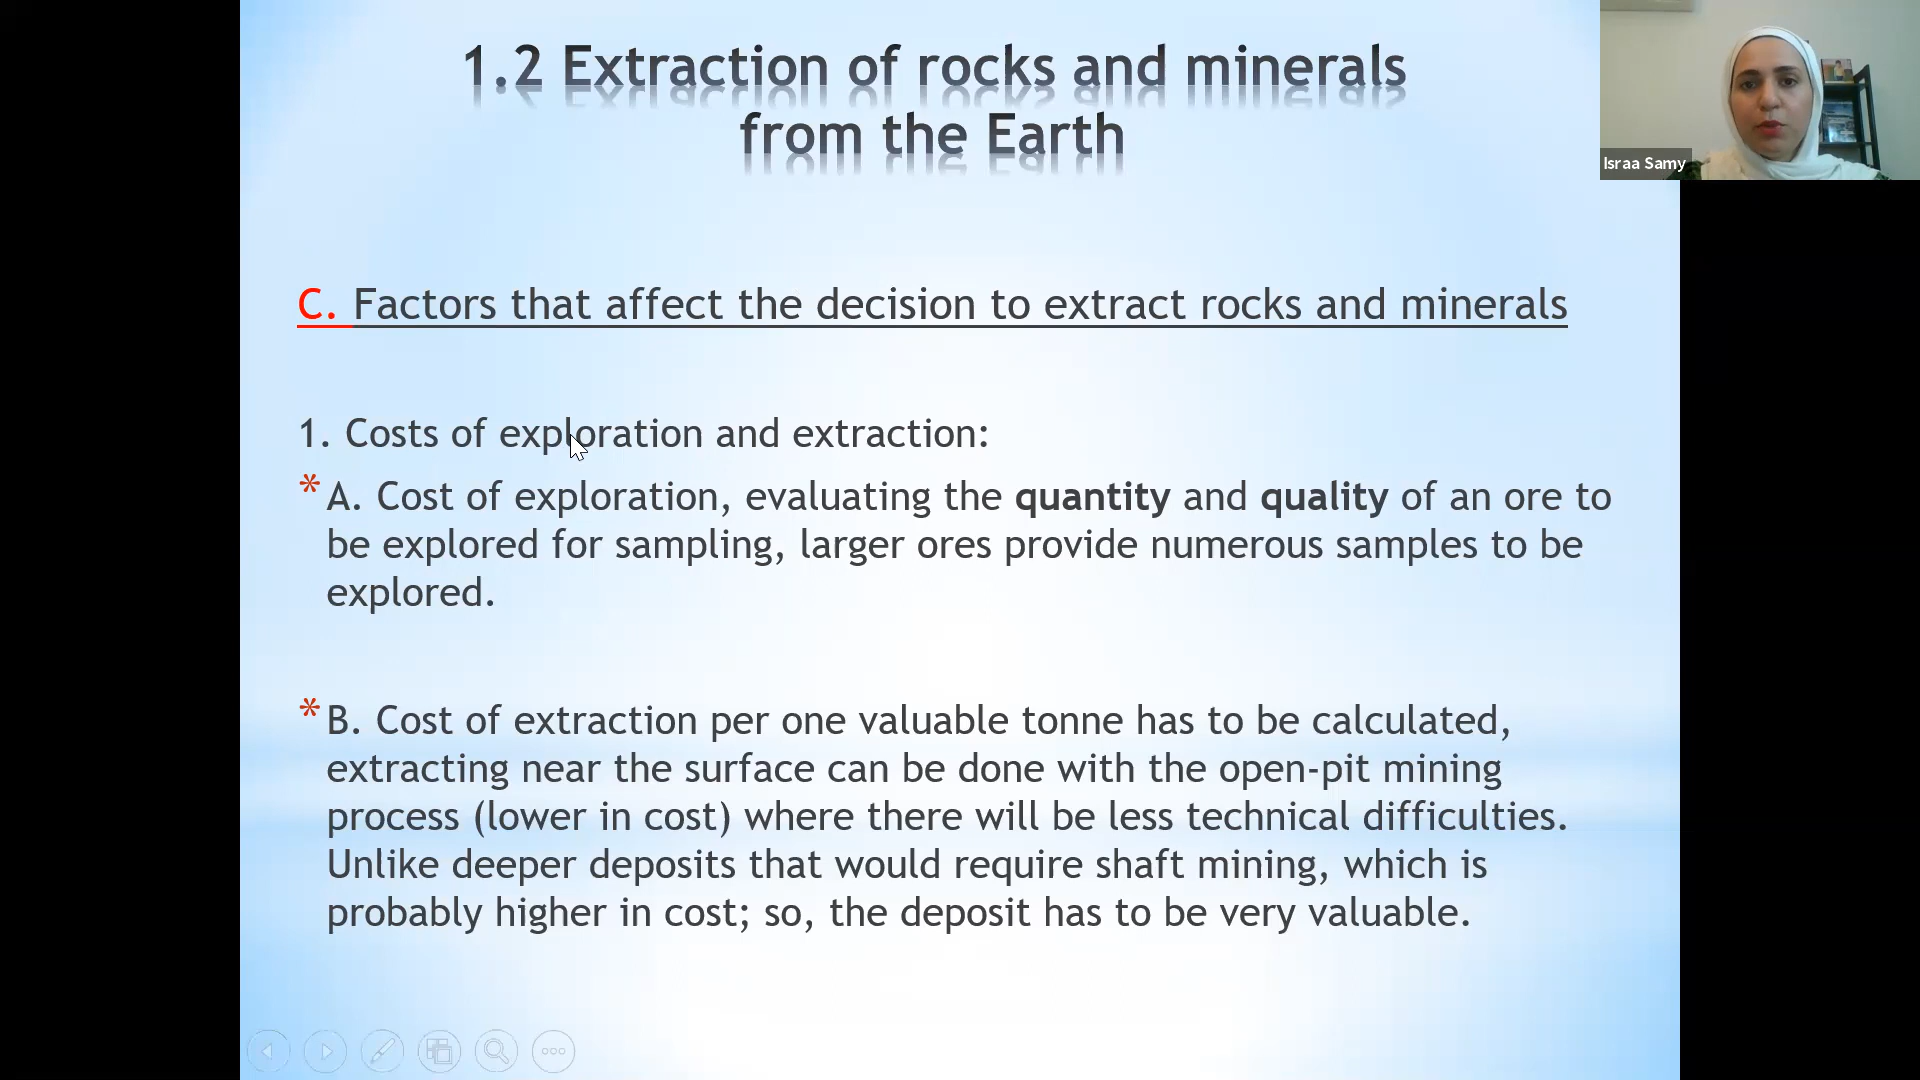 1.2 Extraction of rocks and minerals
from the Earth
Israa Samy
C. Factors that affect the decision to extract rocks and minerals
1. Costs of exploration and extraction:
* A. Cost of exploration, evaluating the quantity and quality of an ore to
be explored for sampling, larger ores provide numerous samples to be
explored.
* B. Cost of extraction per one valuable tonne has to be calculated,
extracting near the surface can be done with the open-pit mining
process (lower in cost) where there will be less technical difficulties.
Unlike deeper deposits that would require shaft mining, which is
probably higher in cost; so, the deposit has to be very valuable.